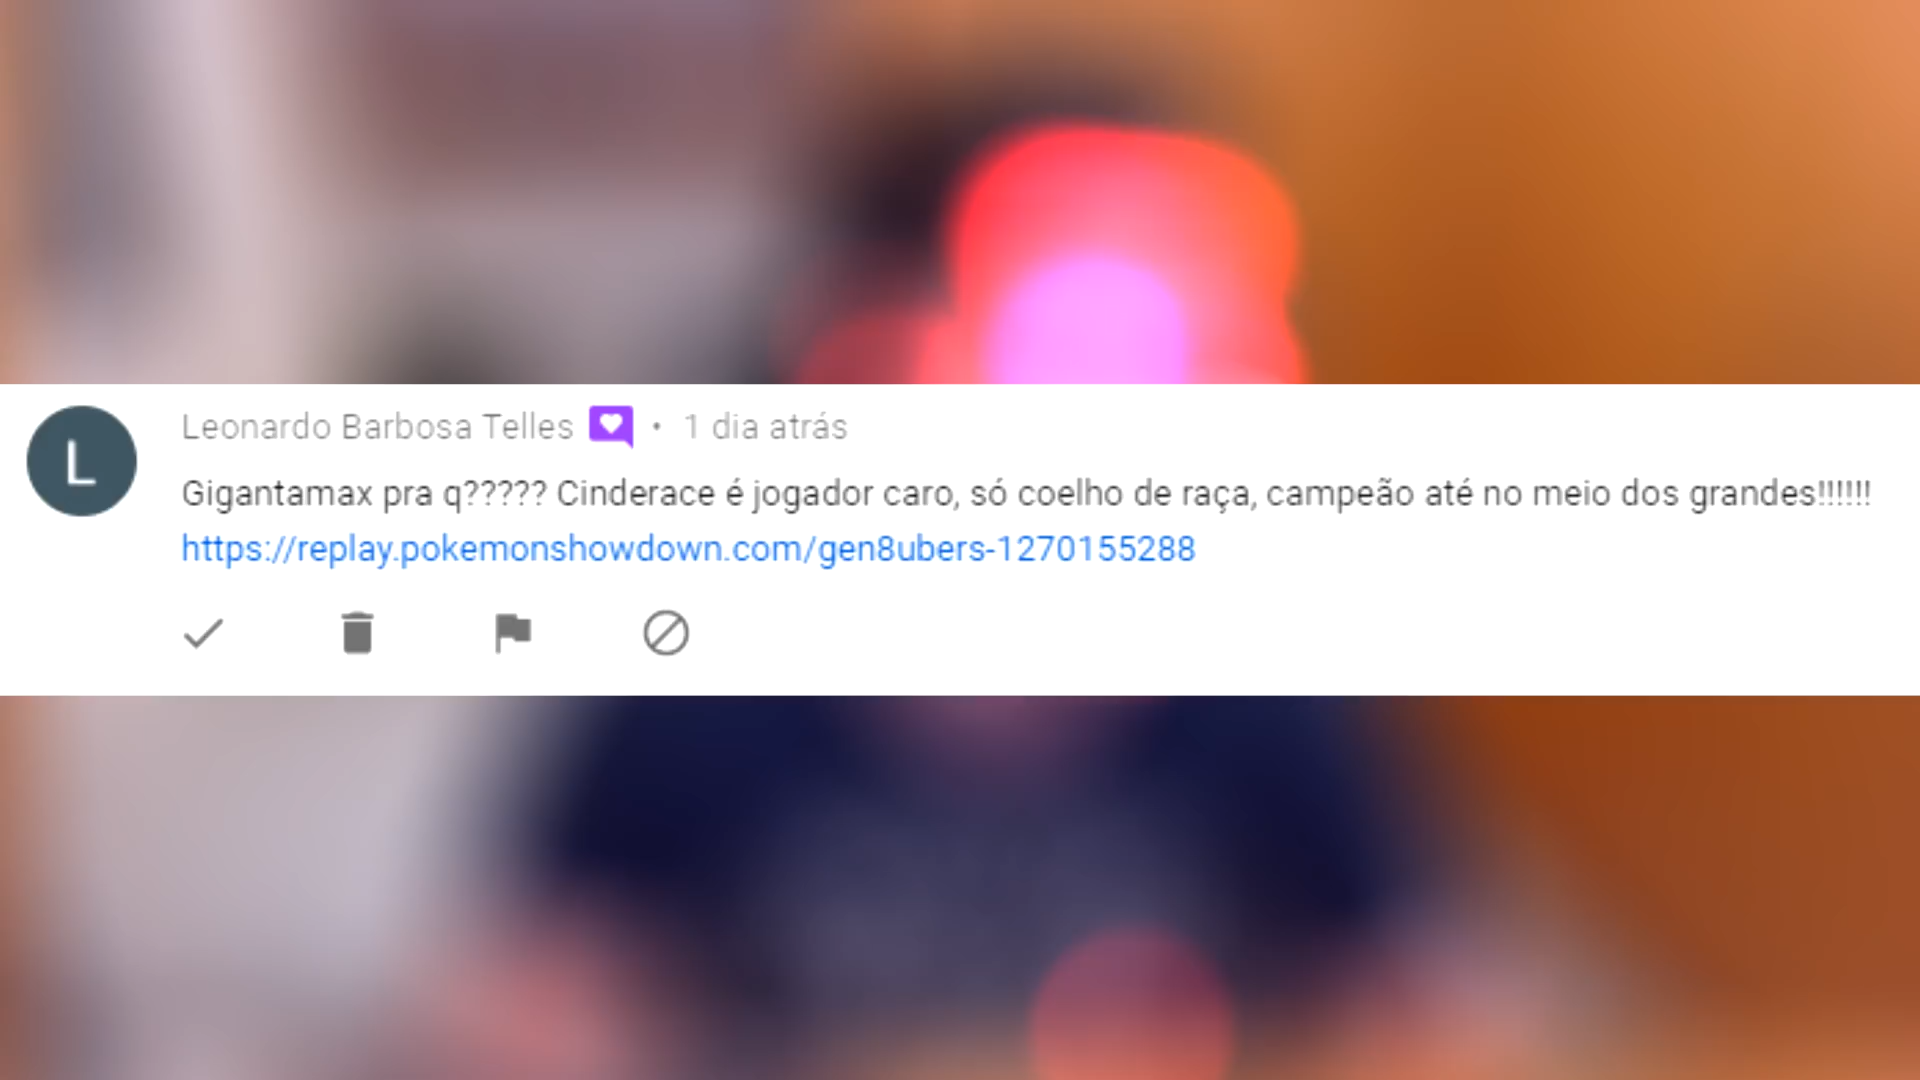 L
Leonardo Barbosa Telles • 1 dia atrás
Gigantamax pra q????? Cinderace é jogador caro, só coelho de raça, campeão até no meio dos grandes!!!!!!
https://replay.pokemonshowdown.com/gen8ubers-1270155288